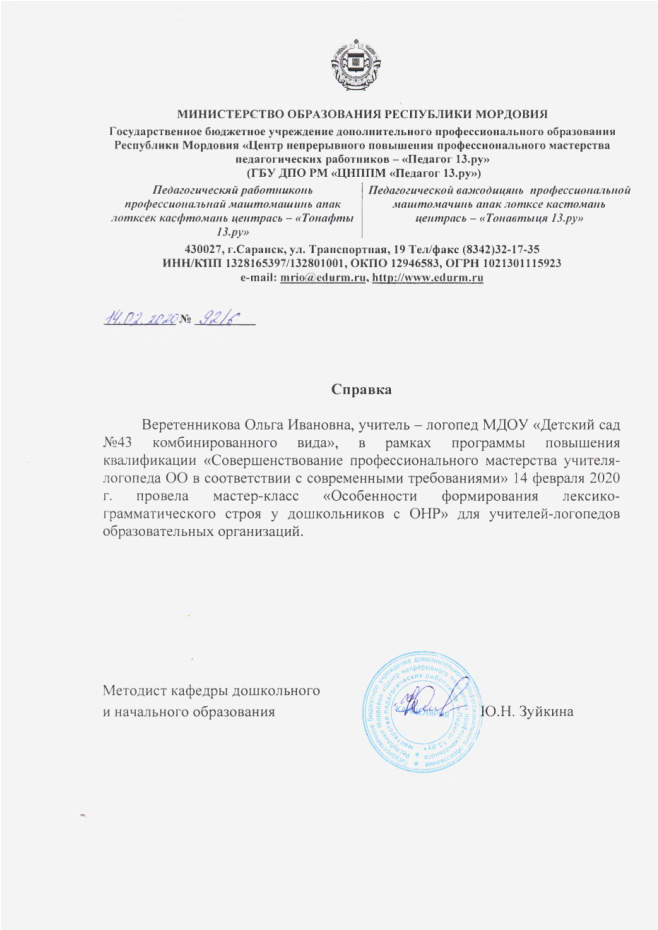 МИНИСТЕРСТВО ОБРАЗОВАНИЯ РЕСПУБЛИКИ МОРДОВИЯ
Государственное бюджетное учреждение дополнительного профессионального образования
Республики Мордовия «Центр непрерывного повышения профессионального мастерства
педагогических работников – «Педагог 13.ру»
(ГБУ ДПО РМ «ЦНППМ «Педагог 13.ру»)
Педагогическяй работниконь
профессиональнай маштомашинь апак
лотксек касфтомань центрась – «Тонафты
13.ру»
Педагогической важодицянь профессиональной
маштомачинь апак лотксе кастомань
центрась – «Тонавтыця 13.ру»
430027, г.Саранск, ул. Транспортная, 19 Тел/факс (8342)32-17-35
ИНН/КПП 1328165397/132801001, ОКПО 12946583, ОГРН 1021301115923
e-mail: mrio@edurm.ru, http://www.edurm.ru
14.02.2020 № 92/6
Справка
Веретенникова Ольга Ивановна, учитель – логопед МДОУ «Детский сад
№43 комбинированного вида», в рамках программы повышения
квалификации «Совершенствование профессионального мастерства учителя-
логопеда ОО в соответствии с современными требованиями» 14 февраля 2020
г. провела мастер-класс «Особенности формирования лексико-
грамматического строя у дошкольников с ОНР» для учителей-логопедов
образовательных организаций.
Методист кафедры дошкольного
и начального образования
Ю.Н. Зуйкина